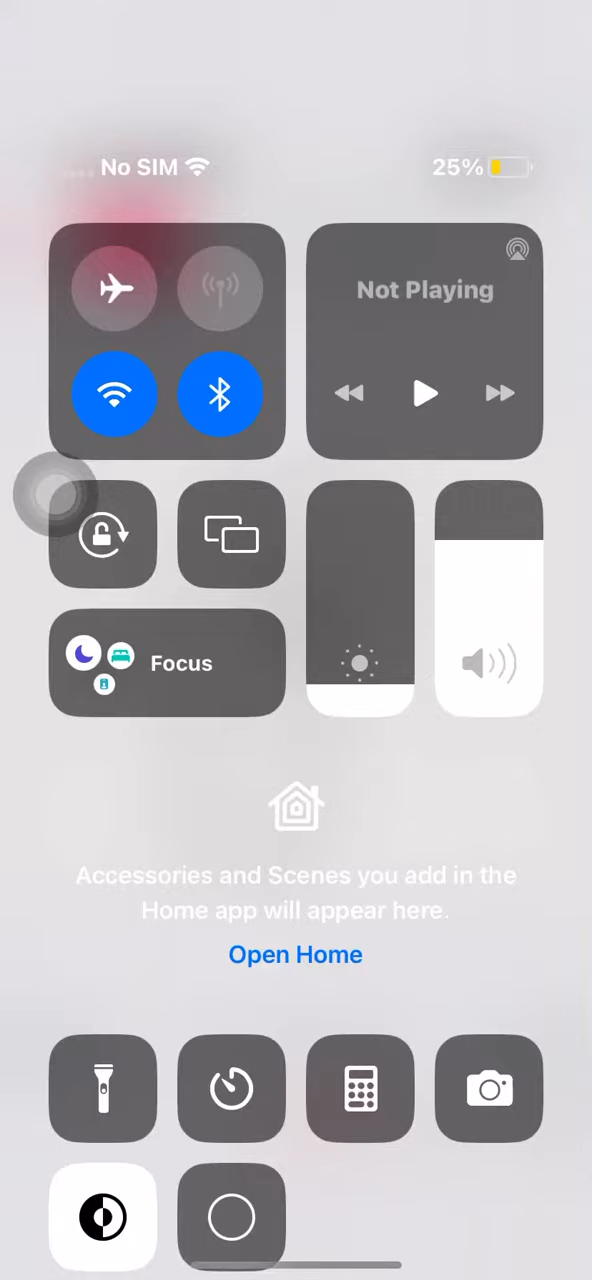 No SIM
25%
Not Playing
Focus
Accessories and Scenes you add in the
Home app will appear here.
Open Home